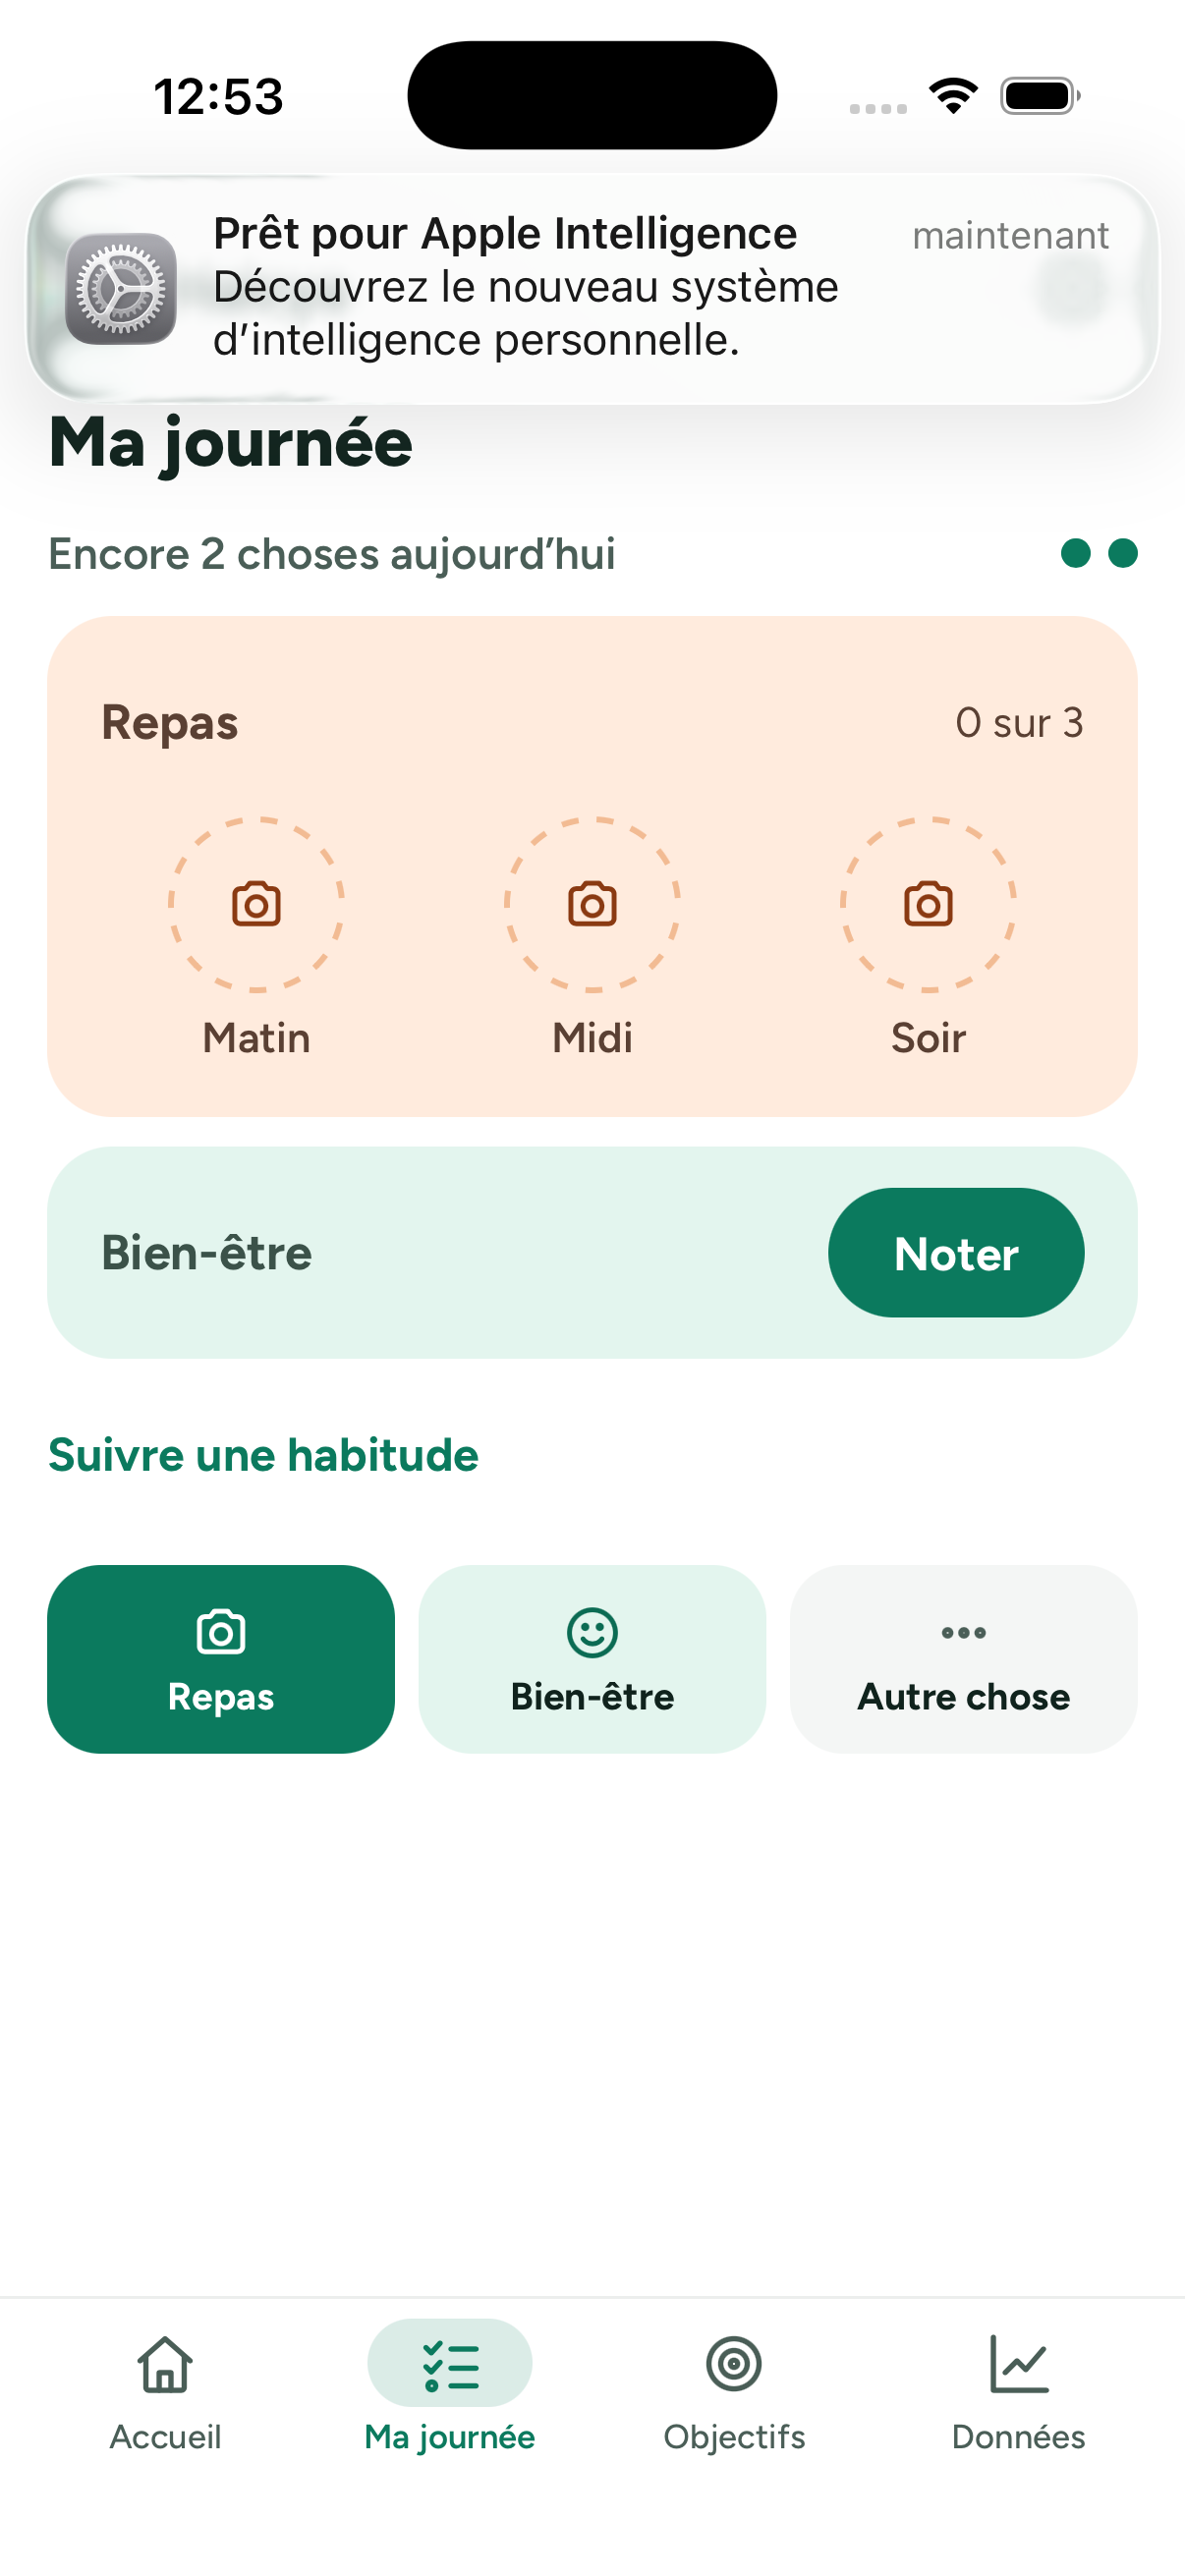 12:53
Prêt pour Apple Intelligence
maintenant
Découvrez le nouveau système
d’intelligence personnelle.
Ma journée
Encore 2 choses aujourd’hui
Repas
0 sur 3
Matin
Midi
Soir
Bien-être
Noter
Suivre une habitude
Repas
Bien-être
Autre chose
Accueil
Ma journée
Objectifs
Données